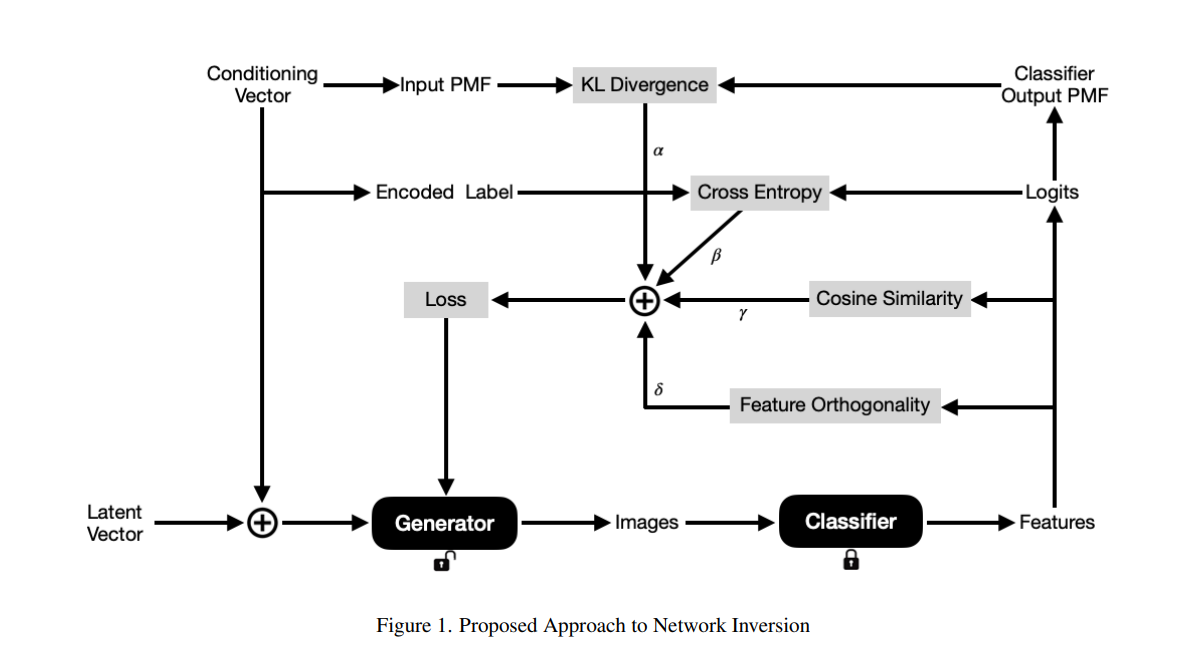 Conditioning
Vector
Input PMF
KL Divergence
Classifier
Output PMF
α
Encoded Label
Cross Entropy
Logits
β
Loss
Cosine Similarity
γ
δ
Feature Orthogonality
Latent
Vector
Generator
Images
Classifier
Features
Figure 1. Proposed Approach to Network Inversion